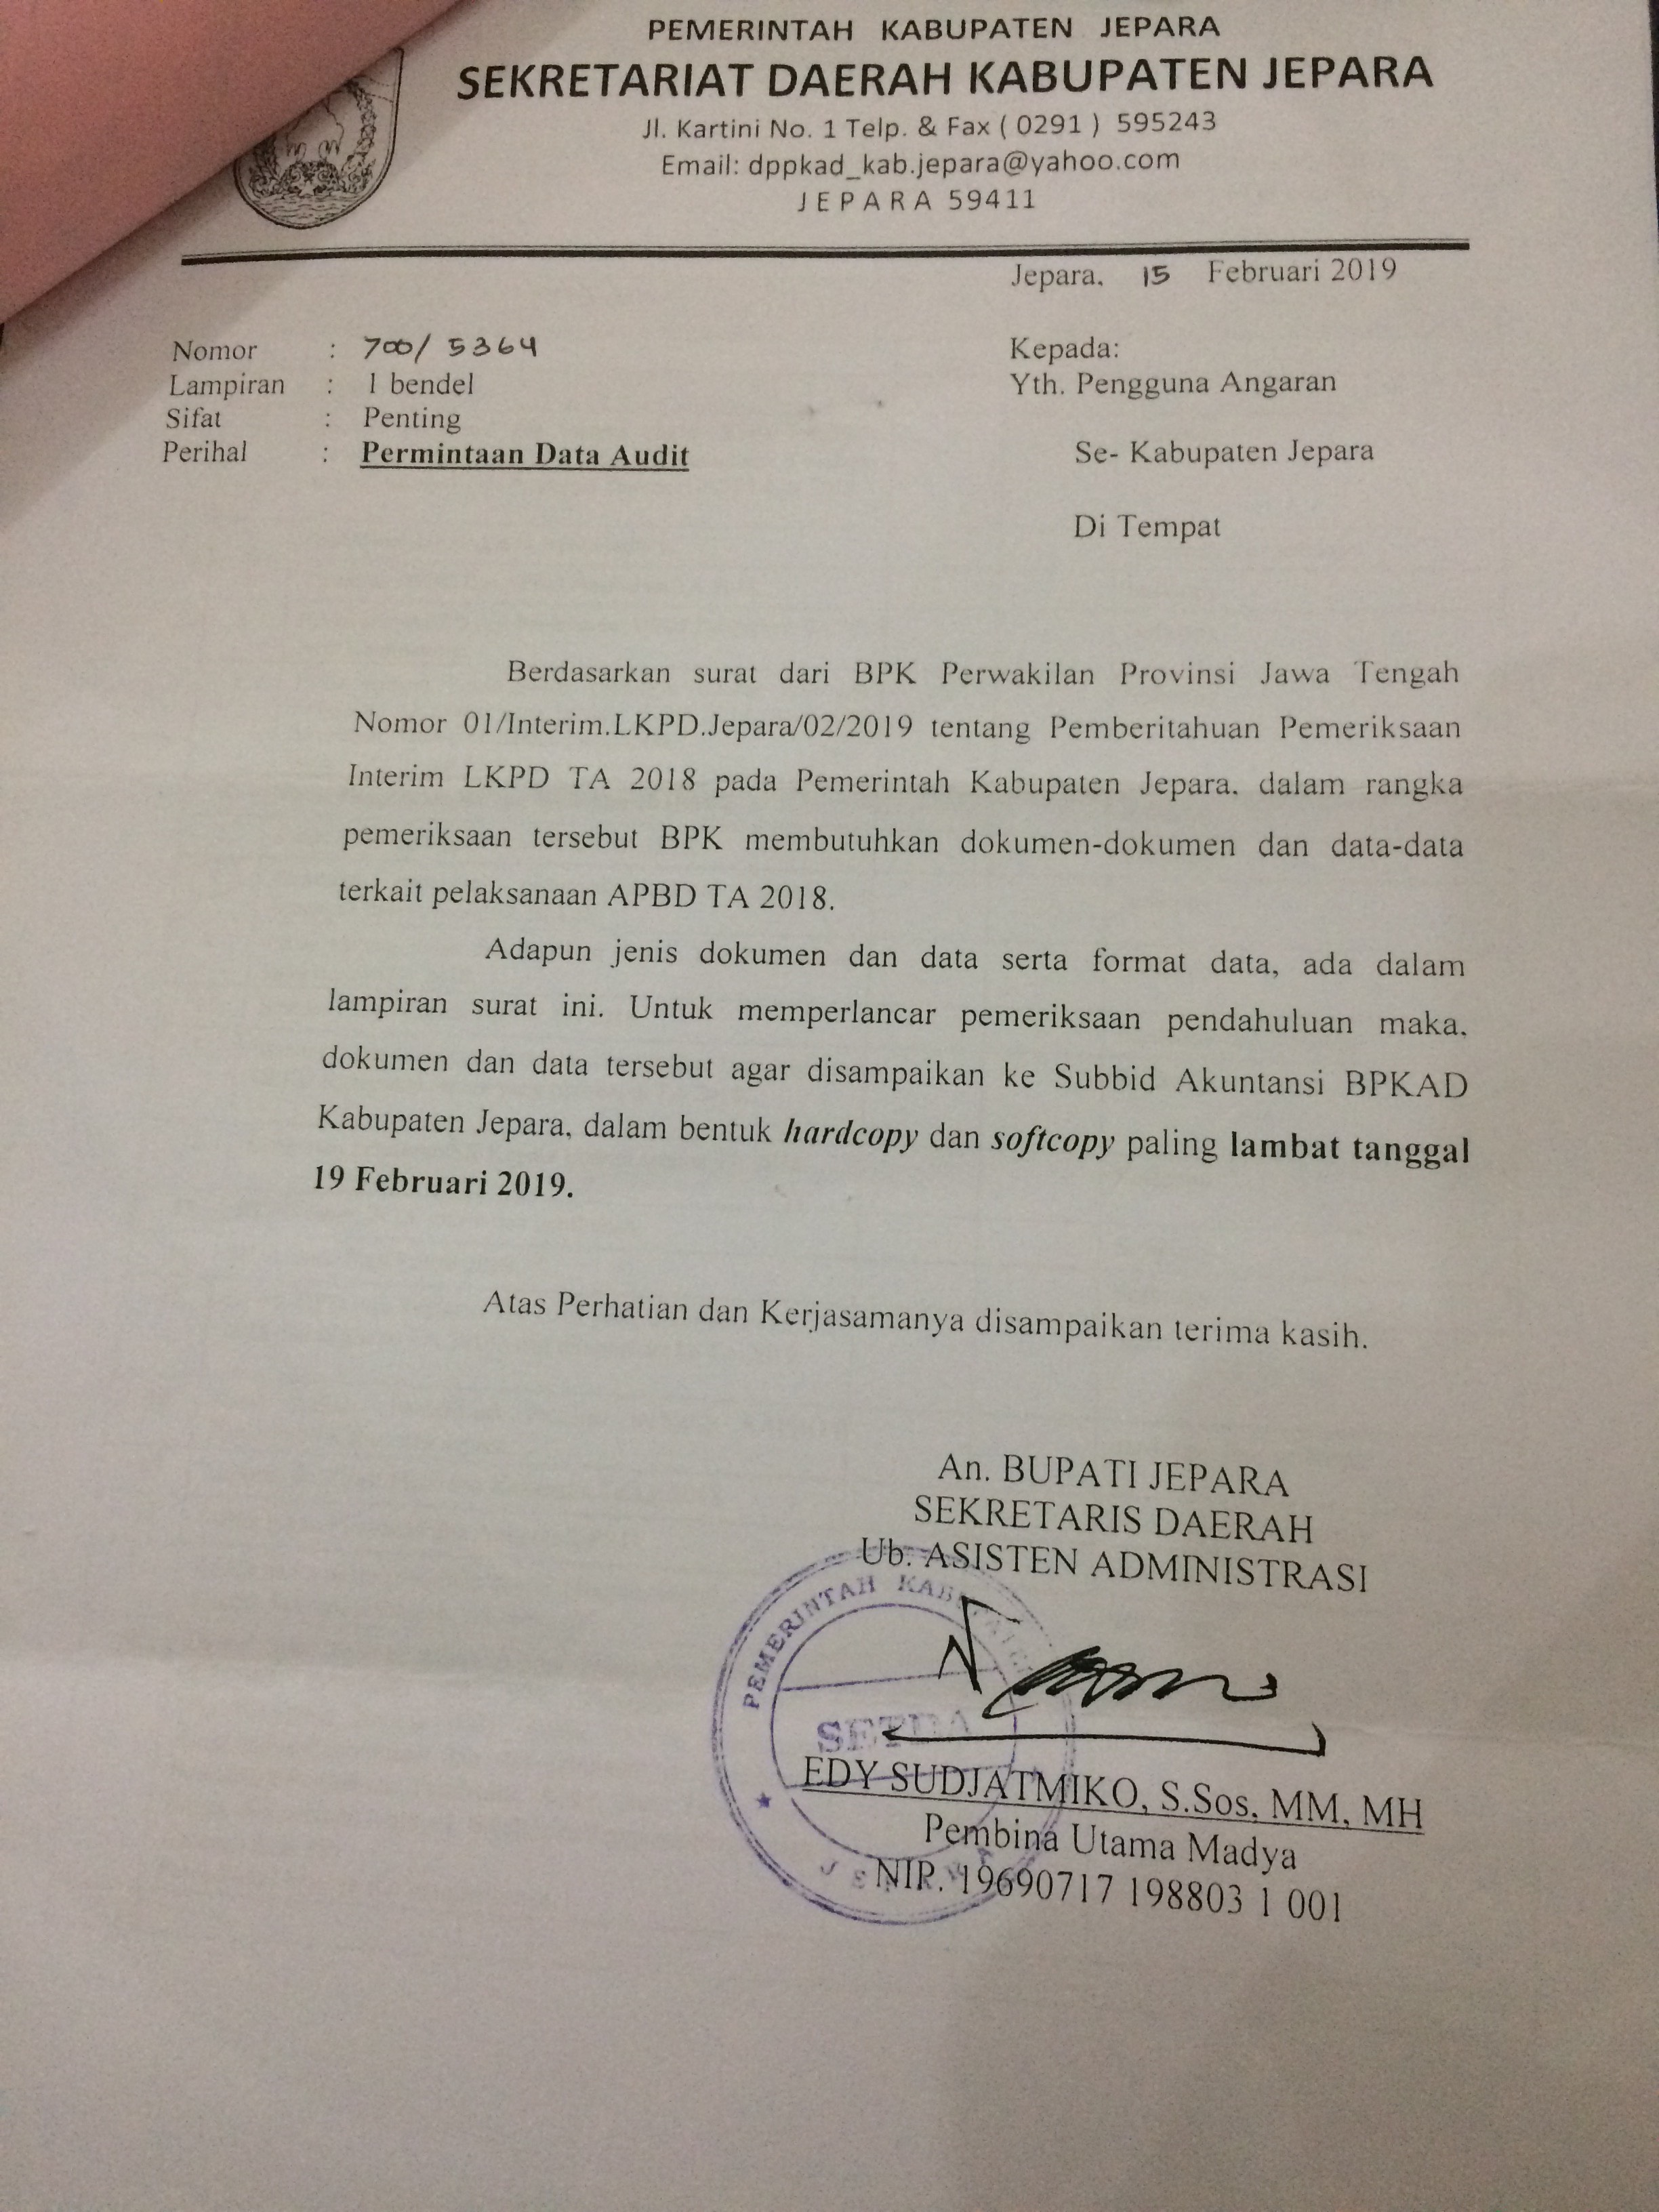 PEMERINTAH KABUPATEN JEPARA
SEKRETARIAT DAERAH KABUPATEN JEPARA
Jl. Kartini No. 1 Telp. & Fax ( 0291 ) 595243
Email: dppkad_kab.jepara@yahoo.com
J E P A R A 59411
Jepara, 15 Februari 2019
Nomor : 700/ 5364
Lampiran : 1 bendel
Sifat : Penting
Perihal : Permintaan Data Audit
Kepada:
Yth. Pengguna Angaran
Se- Kabupaten Jepara
Di Tempat
Berdasarkan surat dari BPK Perwakilan Provinsi Jawa Tengah
Nomor 01/Interim.LKPD.Jepara/02/2019 tentang Pemberitahuan Pemeriksaan
Interim LKPD TA 2018 pada Pemerintah Kabupaten Jepara, dalam rangka
pemeriksaan tersebut BPK membutuhkan dokumen-dokumen dan data-data
terkait pelaksanaan APBD TA 2018.
Adapun jenis dokumen dan data serta format data, ada dalam
lampiran surat ini. Untuk memperlancar pemeriksaan pendahuluan maka,
dokumen dan data tersebut agar disampaikan ke Subbid Akuntansi BPKAD
Kabupaten Jepara, dalam bentuk hardcopy dan softcopy paling lambat tanggal
19 Februari 2019.
Atas Perhatian dan Kerjasamanya disampaikan terima kasih.
An. BUPATI JEPARA
SEKRETARIS DAERAH
Ub. ASISTEN ADMINISTRASI
PEMERINTAH
SETDA
EDY SUDJATMIKO, S.Sos, MM, MH
Pembina Utama Madya
NIP. 19690717 198803 1 001